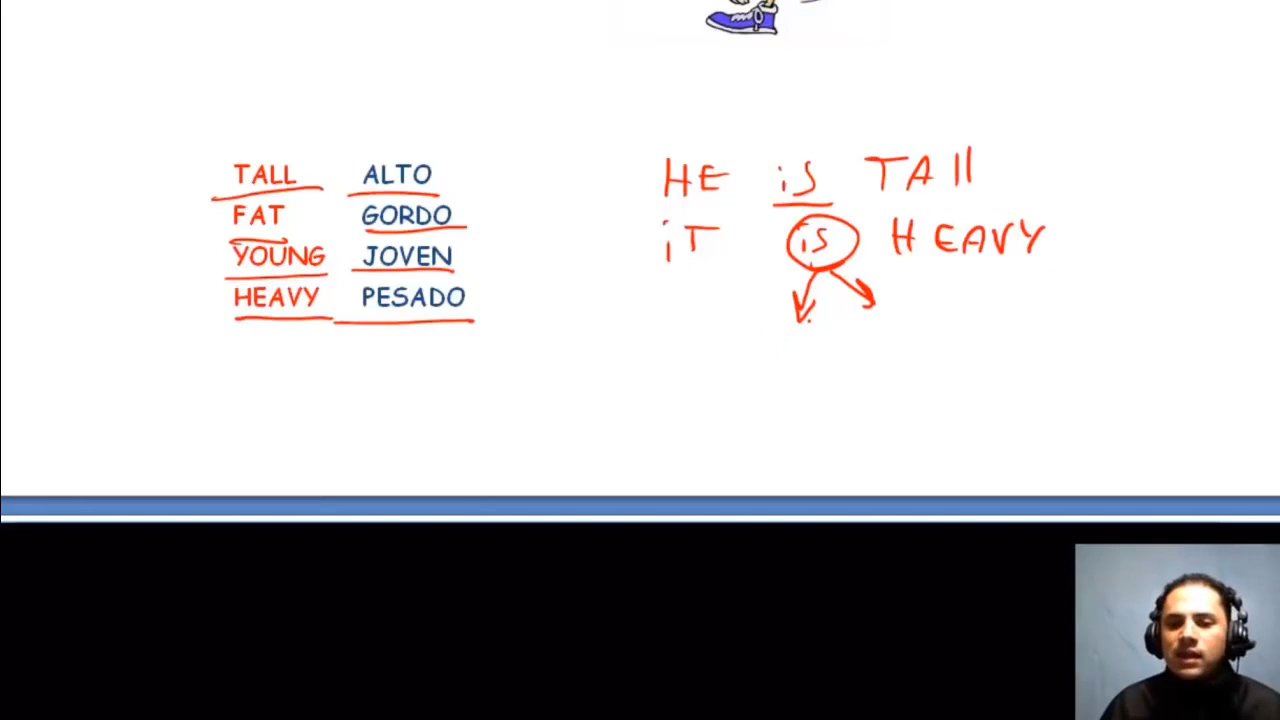 TALL ALTO
FAT GORDO
YOUNG JOVEN
HEAVY PESADO
HE is TAll
iT is HEAVY